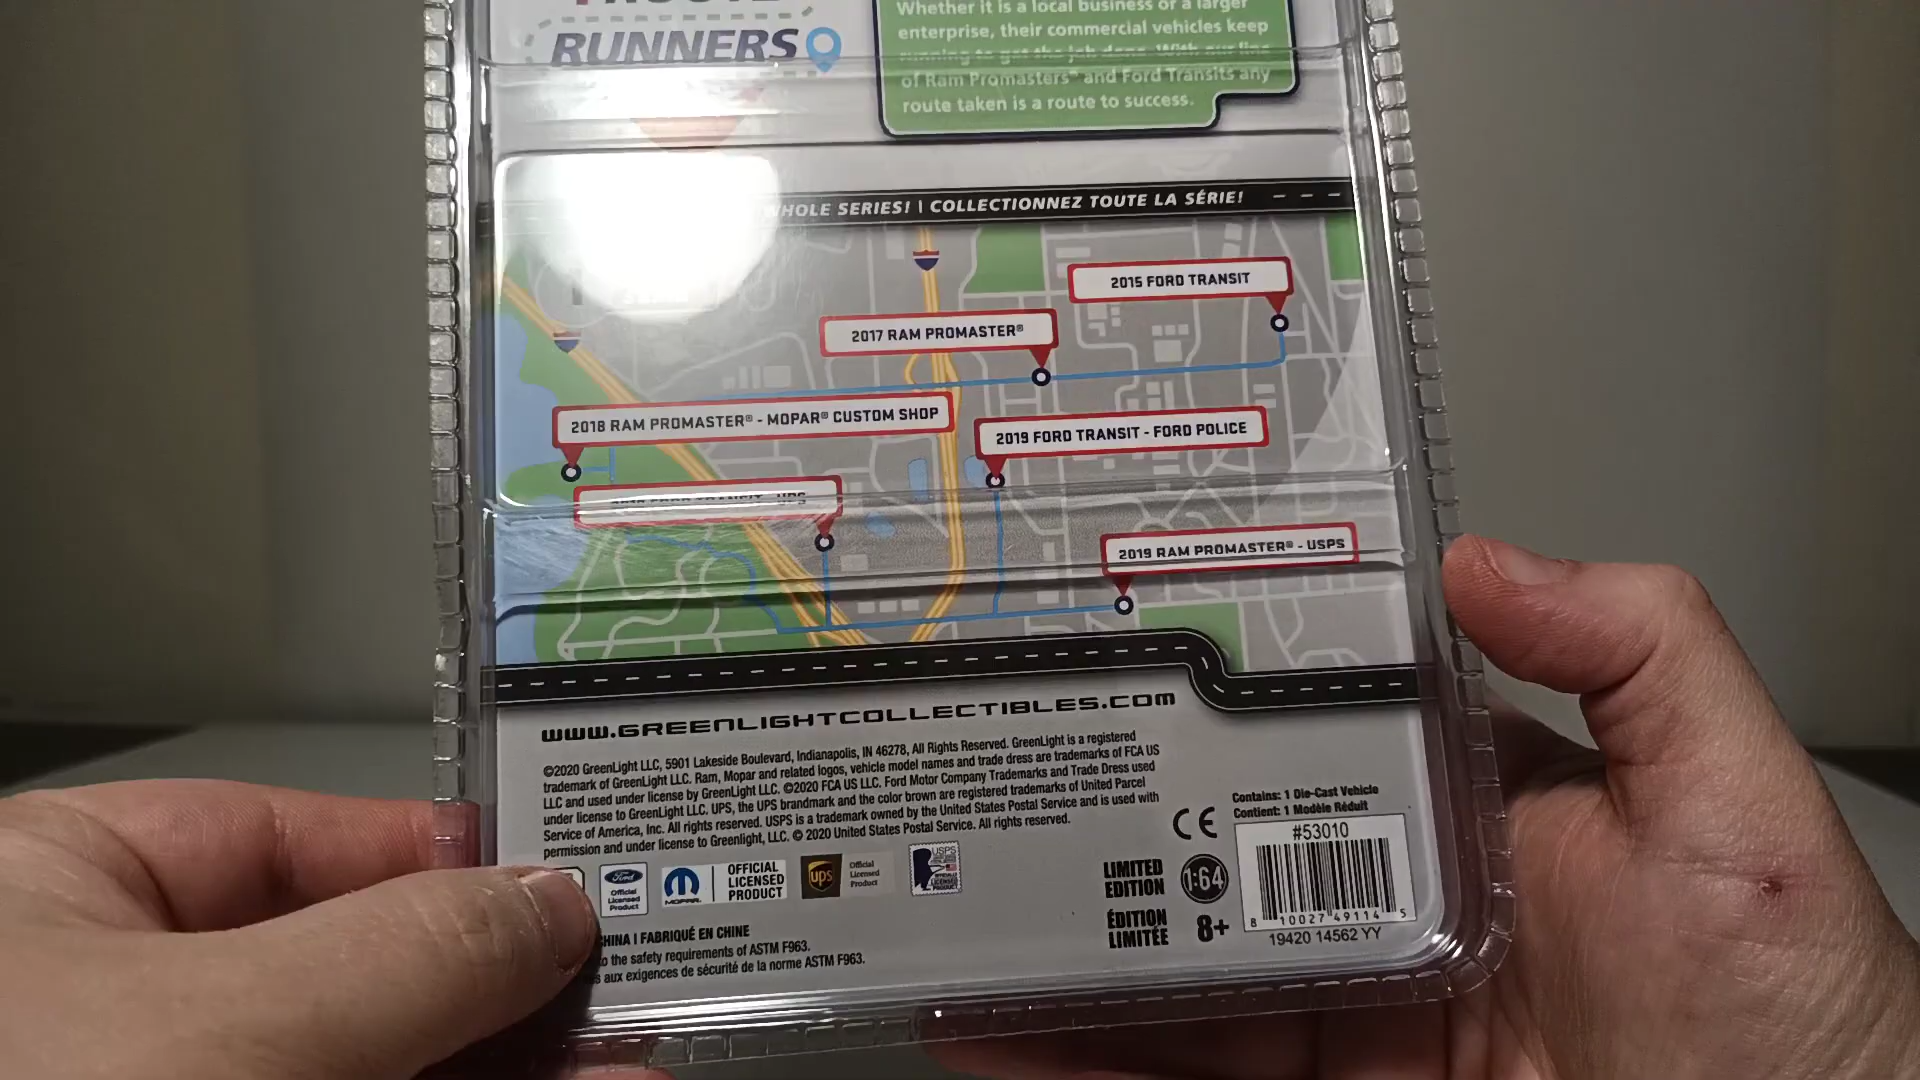 RUNNERS
Whether it is a local business or a larger
enterprise, their commercial vehicles keep
running to get the job done. With our line
of Ram Promasters™ and Ford Transits any
route taken is a route to success.
WHOLE SERIES! | COLLECTIONNEZ TOUTE LA SÉRIE!
2015 FORD TRANSIT
2017 RAM PROMASTER®
2018 RAM PROMASTER® - MOPAR® CUSTOM SHOP
2019 FORD TRANSIT - FORD POLICE
FORD TRANSIT - UPS
2019 RAM PROMASTER® - USPS
WWW.GREENLIGHTCOLLECTIBLES.COM
©2020 GreenLight LLC, 5901 Lakeside Boulevard, Indianapolis, IN 46278, All Rights Reserved. GreenLight is a registered
trademark of GreenLight LLC. Ram, Mopar and related logos, vehicle model names and trade dress are trademarks of FCA US
LLC and used under license by GreenLight LLC. ©2020 FCA US LLC. Ford Motor Company Trademarks and Trade Dress used
under license to GreenLight LLC. UPS, the UPS brandmark and the color brown are registered trademarks of United Parcel
Service of America, Inc. All rights reserved. USPS is a trademark owned by the United States Postal Service and is used with
permission and under license to Greenlight, LLC. © 2020 United States Postal Service. All rights reserved.
CE
Contains: 1 Die-Cast Vehicle
Contient: 1 Modèle Réduit
#53010
8 10027 49114 5
19420 14562 YY
Ford
Official
Licensed
Product
MOPAR
OFFICIAL
LICENSED
PRODUCT
ups
Official
Licensed
Product
USPS
LIMITED
EDITION
1:64
ÉDITION
LIMITÉE
8+
CHINA | FABRIQUÉ EN CHINE
to the safety requirements of ASTM F963.
aux exigences de sécurité de la norme ASTM F963.